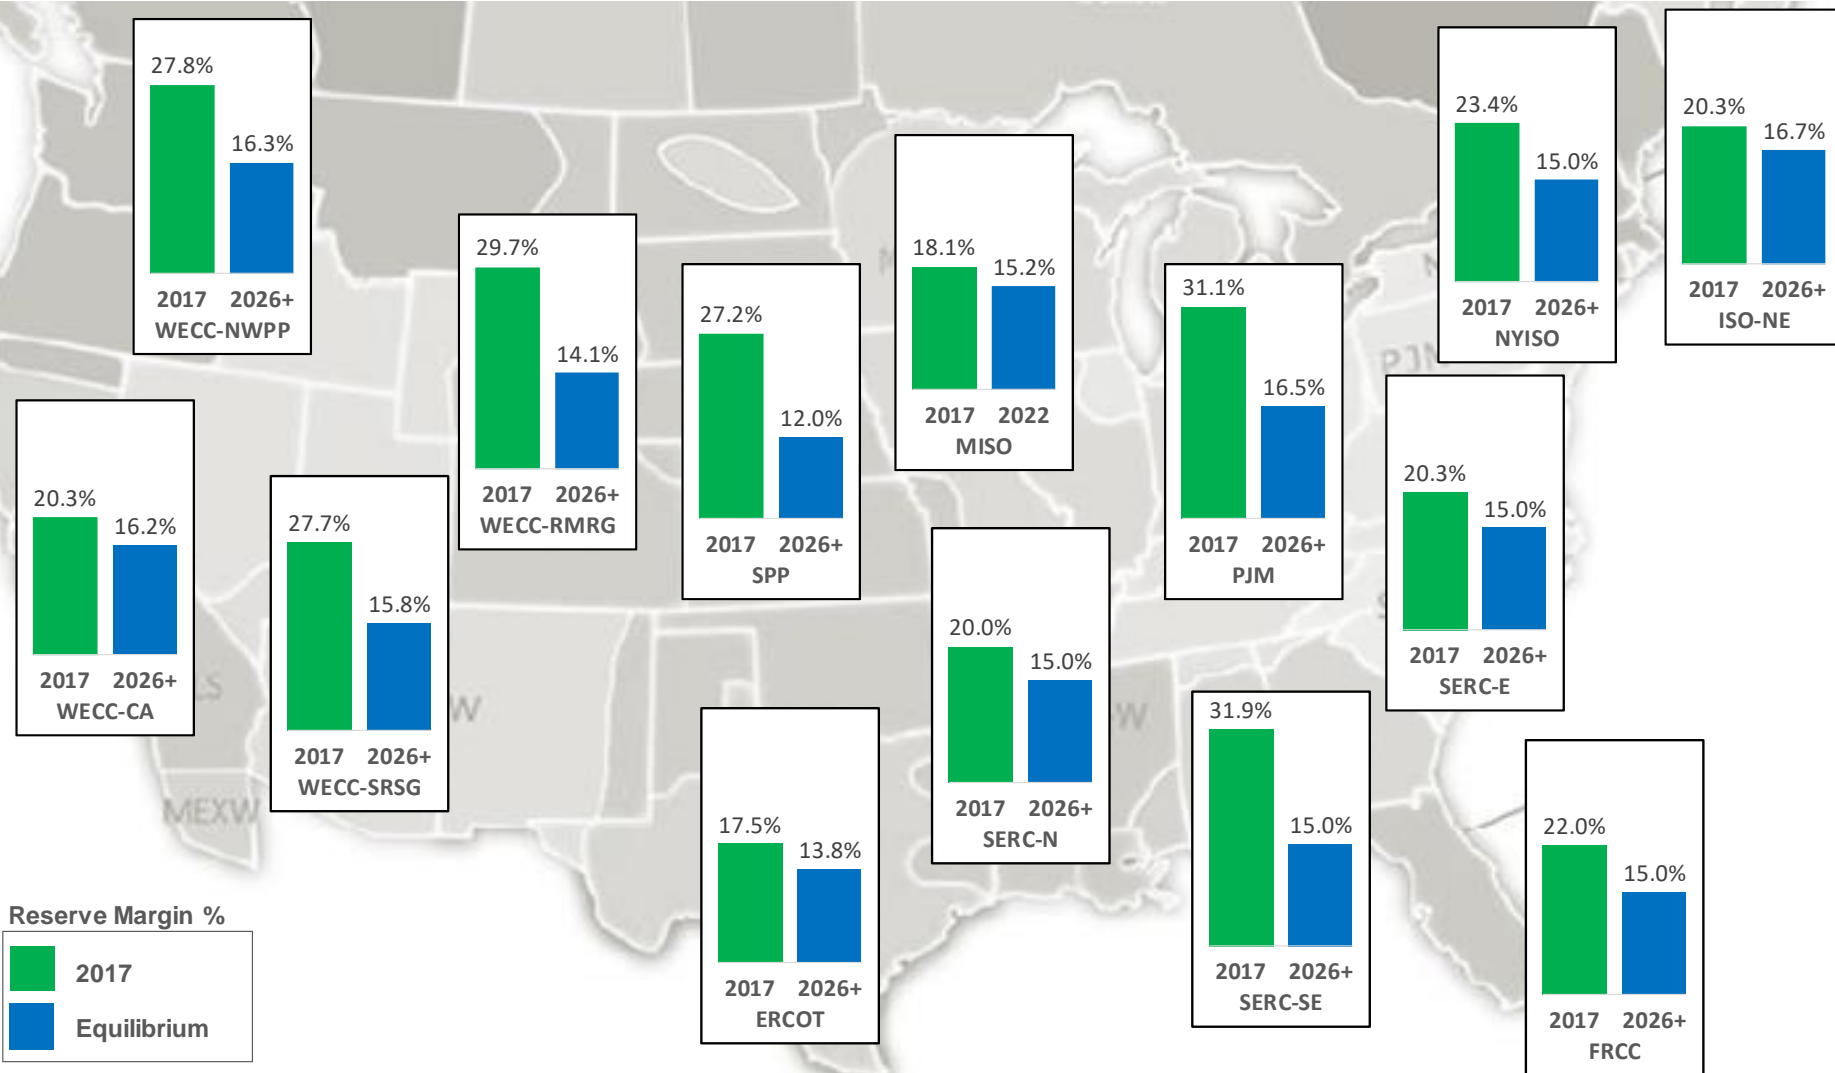 27.8%
16.3%
2017 2026+
WECC-NWPP
29.7%
14.1%
2017 2026+
WECC-RMRG
27.2%
12.0%
2017 2026+
SPP
18.1%
15.2%
2017 2022
MISO
31.1%
16.5%
2017 2026+
PJM
23.4%
15.0%
2017 2026+
NYISO
20.3%
16.7%
2017 2026+
ISO-NE
20.3%
16.2%
2017 2026+
WECC-CA
27.7%
15.8%
2017 2026+
WECC-SRSG
20.0%
15.0%
2017 2026+
SERC-N
20.3%
15.0%
2017 2026+
SERC-E
17.5%
13.8%
2017 2026+
ERCOT
31.9%
15.0%
2017 2026+
SERC-SE
22.0%
15.0%
2017 2026+
FRCC
MEXW
Reserve Margin %
2017
Equilibrium